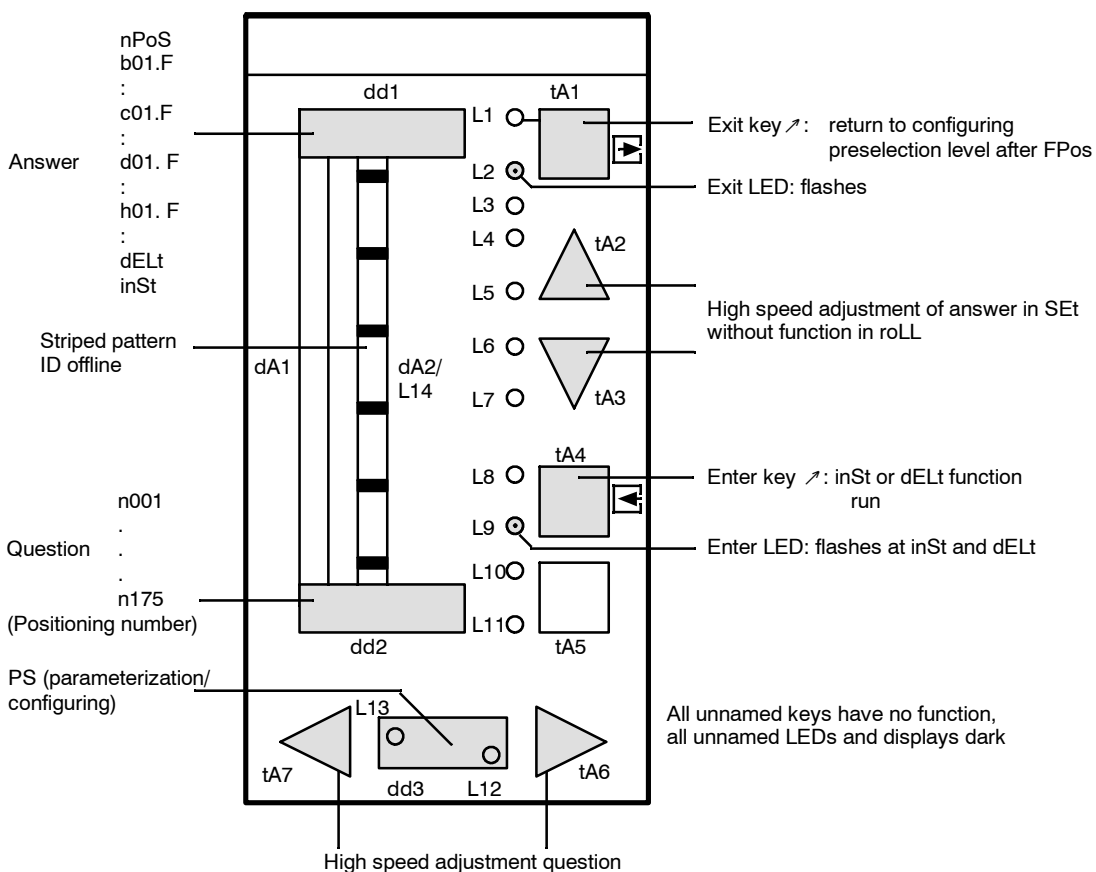 nPoS
b01.F
:
c01.F
:
d01. F
:
h01. F
:
dELt
inSt
Answer
Striped pattern
ID offline
n001
.
.
.
n175
Question
(Positioning number)
PS (parameterization/
configuring)
dd1
dA1
dA2/
L14
dd2
L1
L2
L3
L4
L5
L6
L7
L8
L9
L10
L11
tA1
tA2
tA3
tA4
tA5
L13
tA7
dd3
L12
tA6
Exit key ↗: return to configuring
preselection level after FPos
Exit LED: flashes
High speed adjustment of answer in SEt
without function in roLL
Enter key ↗: inSt or dELt function
run
Enter LED: flashes at inSt and dELt
All unnamed keys have no function,
all unnamed LEDs and displays dark
High speed adjustment question